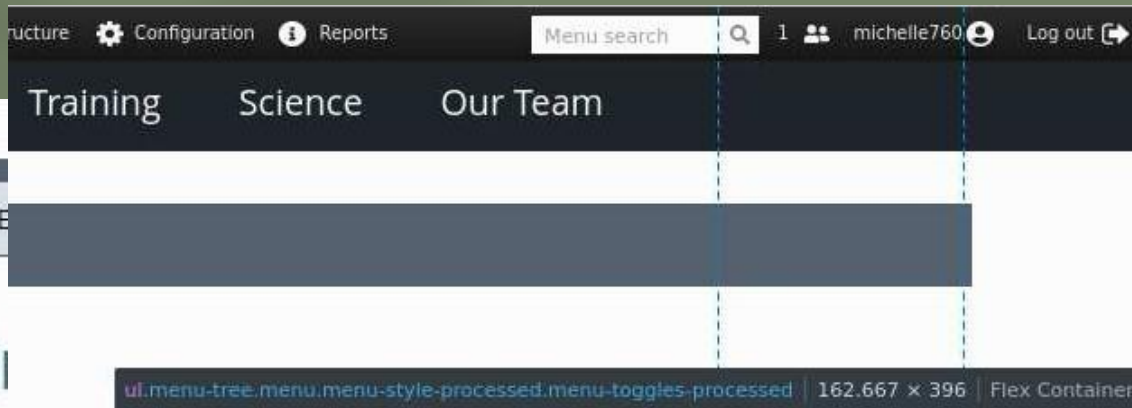 ructure Configuration Reports Menu search 1 michelle760 Log out
Training Science Our Team
E
ul.menu-tree.menu.menu-style-processed.menu-toggles-processed 162.667 × 396 Flex Container